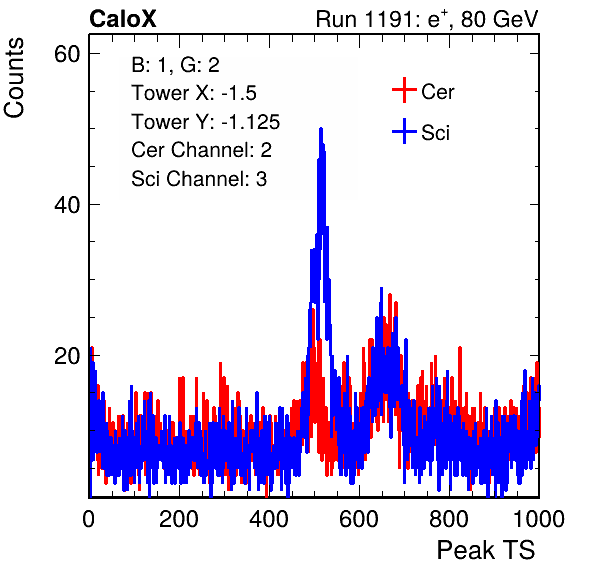 CaloX Run 1191: e⁺, 80 GeV
B: 1, G: 2
Tower X: -1.5
Tower Y: -1.125
Cer Channel: 2
Sci Channel: 3
Cer
Sci
Counts
60
40
20
0 200 400 600 800 1000
Peak TS